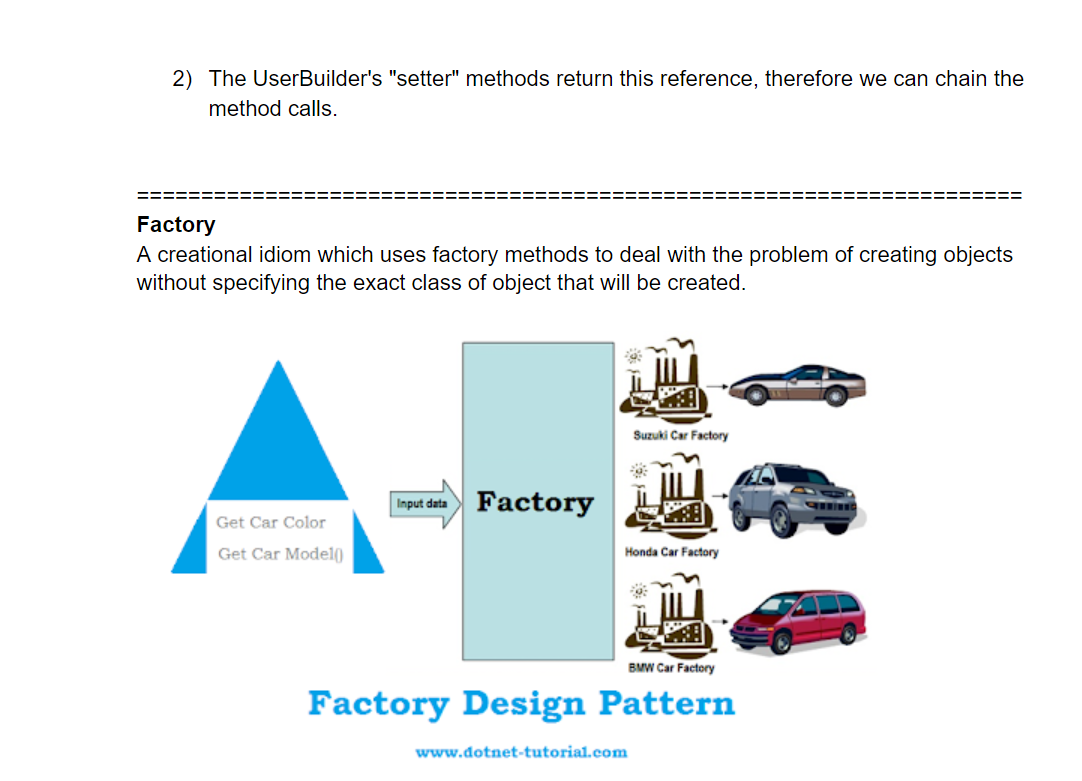 2) The UserBuilder's "setter" methods return this reference, therefore we can chain the
method calls.
=====================================================================
Factory
A creational idiom which uses factory methods to deal with the problem of creating objects
without specifying the exact class of object that will be created.
Suzuki Car Factory
Input data
Factory
Get Car Color
Get Car Model()
Honda Car Factory
BMW Car Factory
Factory Design Pattern
www.dotnet-tutorial.com